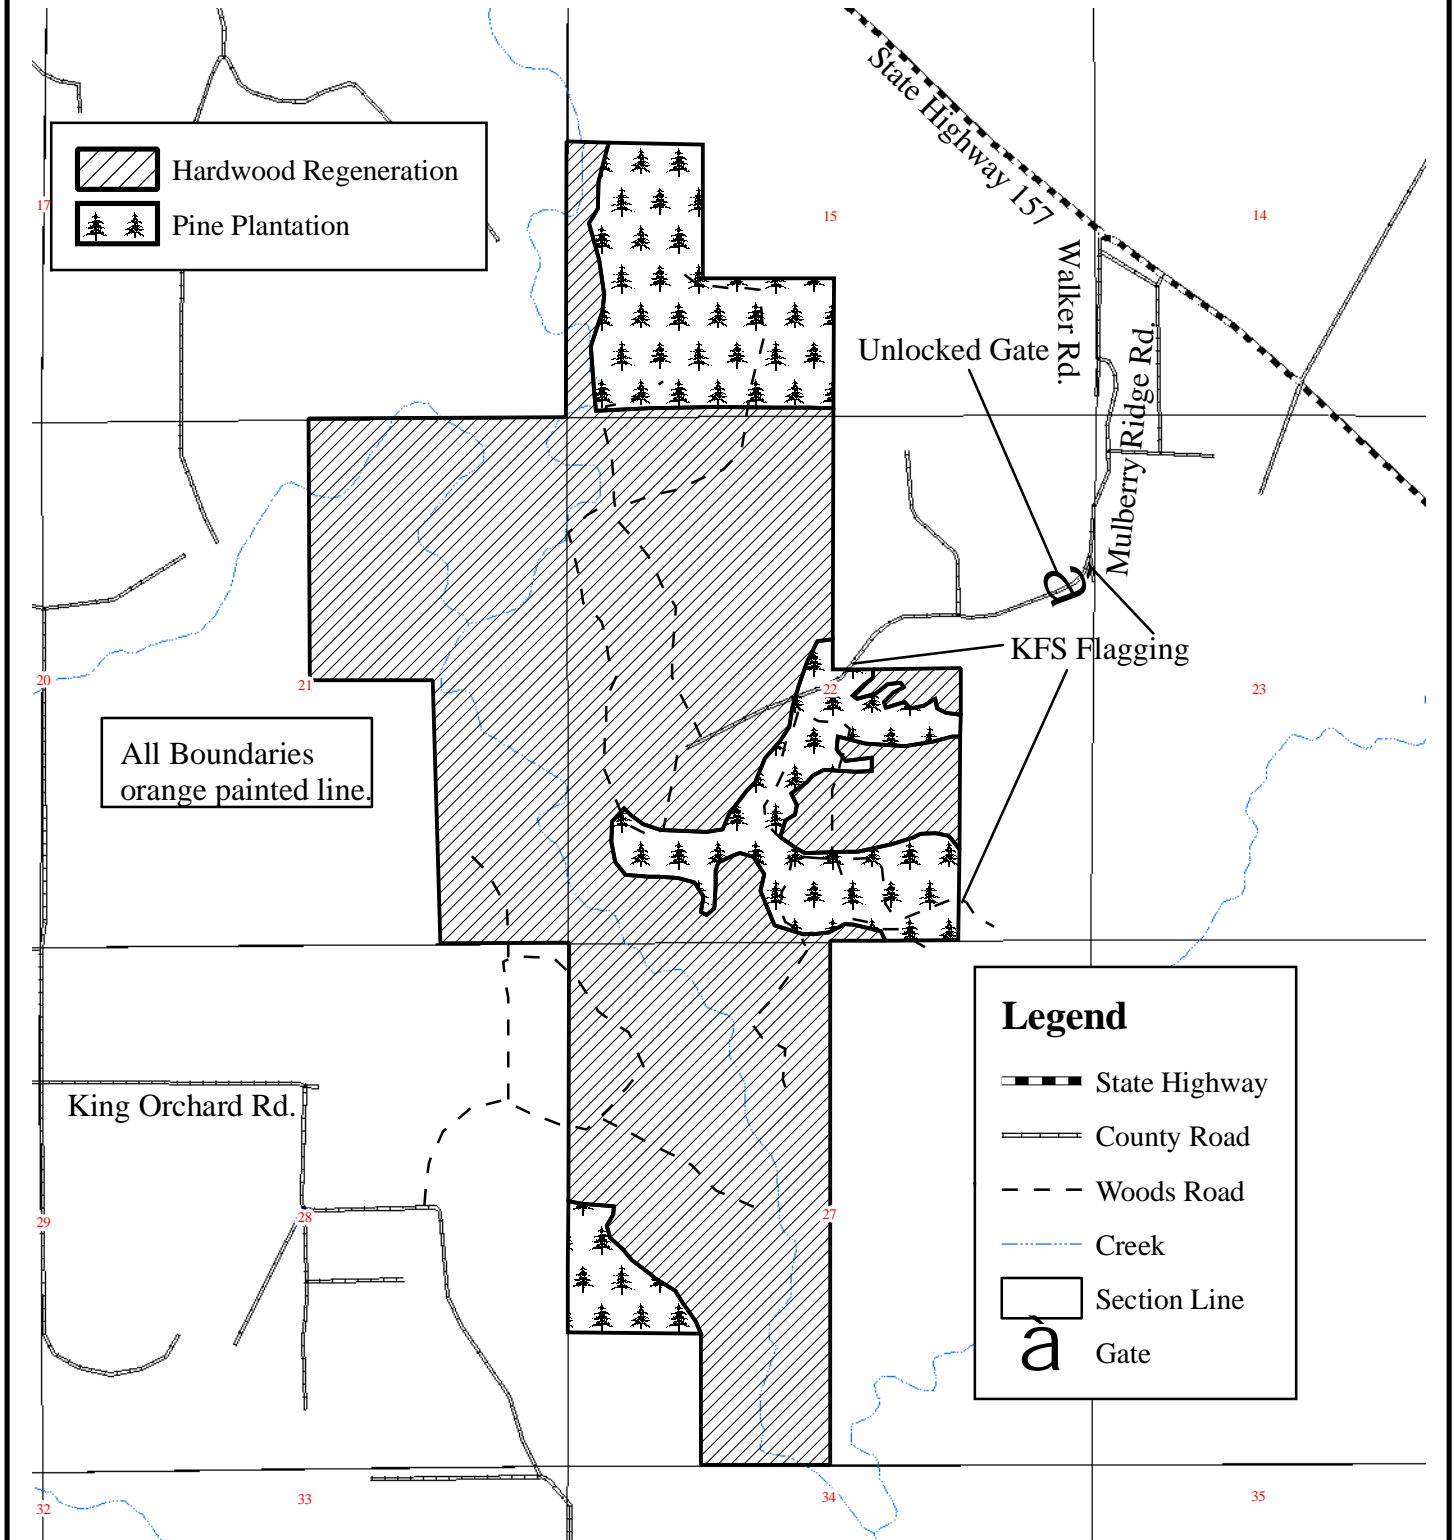 State Highway 157
Hardwood Regeneration
Pine Plantation
17
15
14
Walker Rd.
Unlocked Gate
Mulberry Ridge Rd.
à
KFS Flagging
20
21
22
23
All Boundaries
orange painted line.
Legend
State Highway
County Road
Woods Road
Creek
Section Line
à
Gate
King Orchard Rd.
29
28
27
32
33
34
35